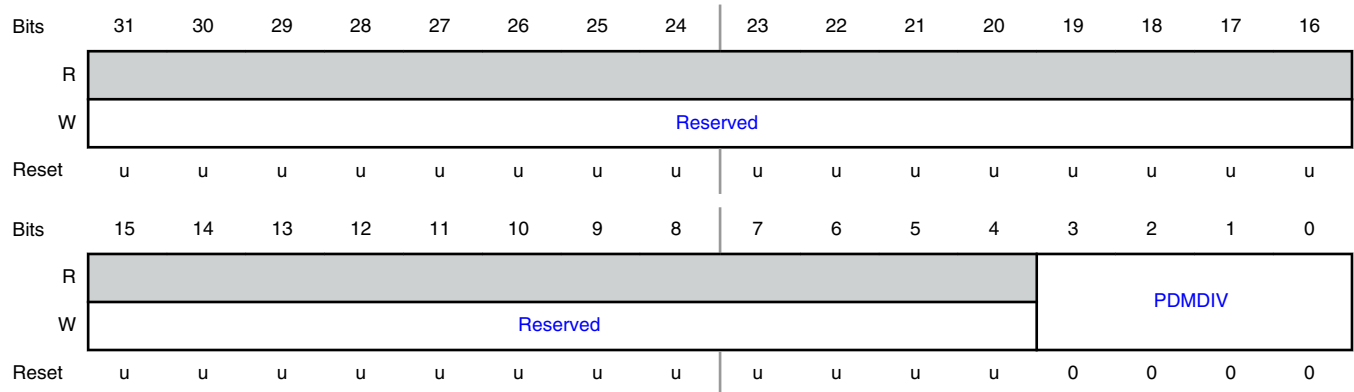 Bits 31 30 29 28 27 26 25 24 23 22 21 20 19 18 17 16
R
W Reserved
Reset u u u u u u u u u u u u u u u u
Bits 15 14 13 12 11 10 9 8 7 6 5 4 3 2 1 0
R
PDMDIV
W Reserved
Reset u u u u u u u u u u u u 0 0 0 0